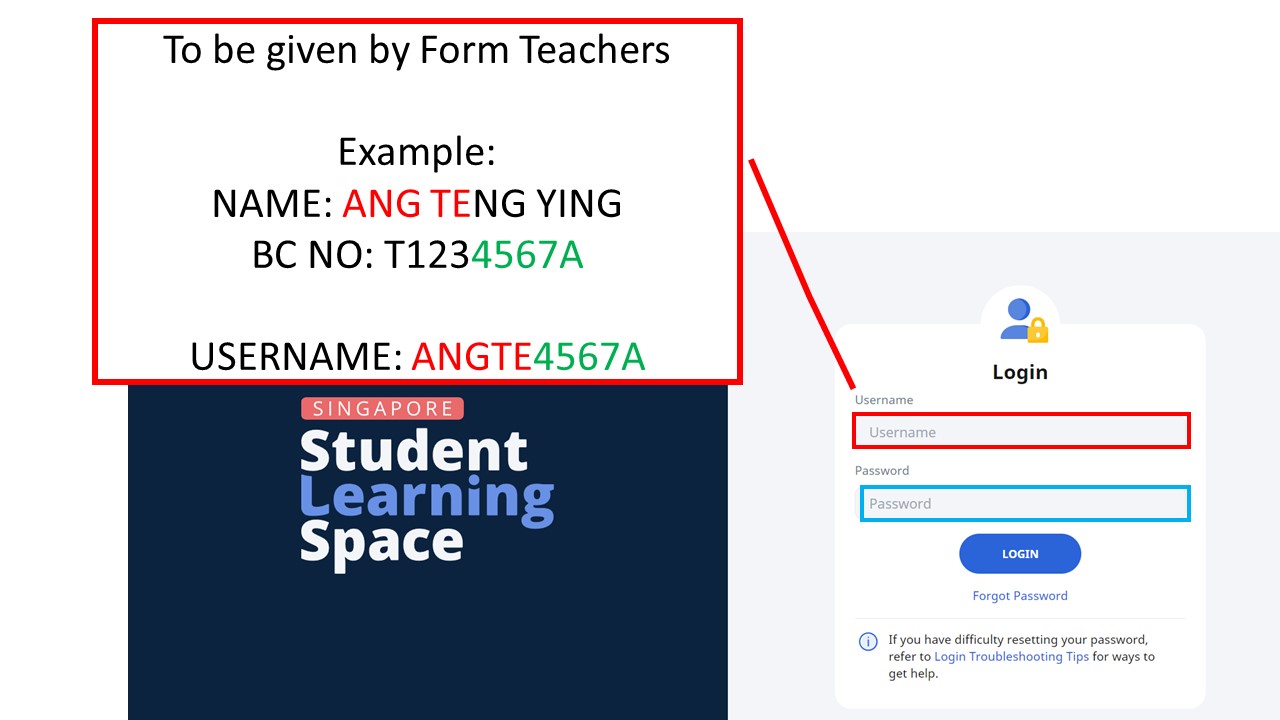 To be given by Form Teachers
Example:
NAME: ANG TENG YING
BC NO: T1234567A
USERNAME: ANGTE4567A
SINGAPORE
Student
Learning
Space
Login
Username
Username
Password
Password
LOGIN
Forgot Password
If you have difficulty resetting your password,
refer to Login Troubleshooting Tips for ways to
get help.